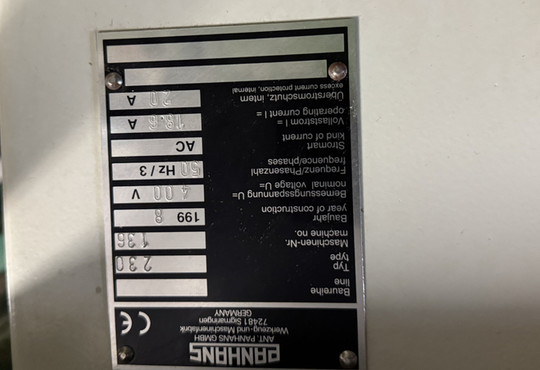 PANHANS
ANT. PANHANS GMBH
Werkzeug-und Maschinenfabrik
72481 Sigmaringen
GERMANY
CE
Baureihe
line
Typ 230
type
Maschinen-Nr. 136
machine no.
Baujahr 199 8
year of construction
Bemessungsspannung U= 400 V
nominal voltage U=
Frequenz/Phasenzahl 50 Hz / 3
frequence/phases
Stromart AC
kind of current
Vollaststrom I = A
operating current I =
Überstromschutz, intern 20 A
excess current protection, internal